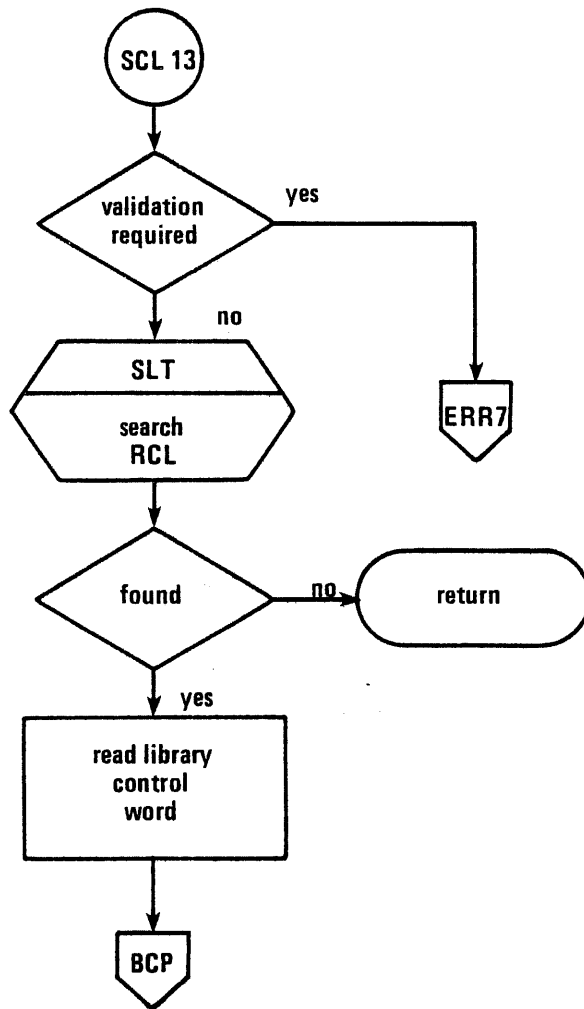 SCL 13
validation
required
yes
no
SLT
search
RCL
ERR7
found
no
return
yes
read library
control
word
BCP